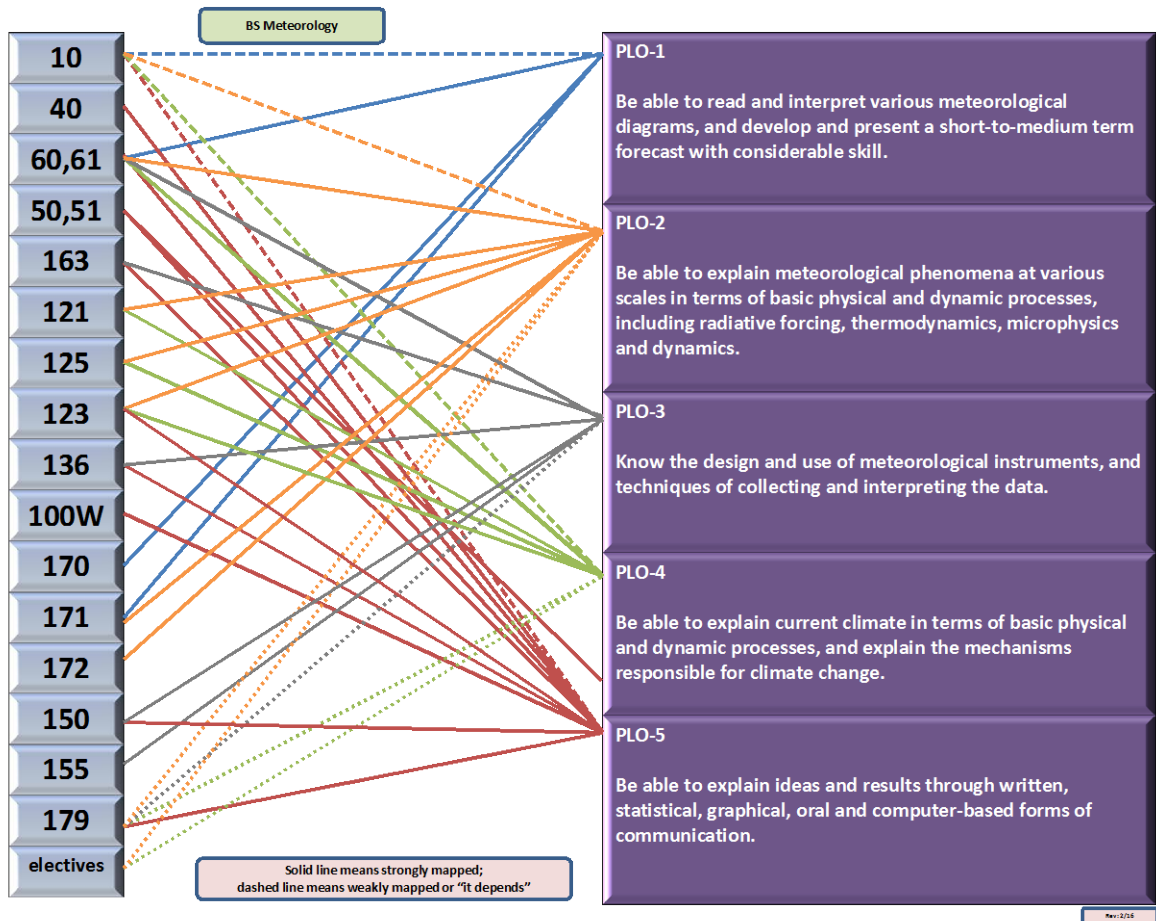 BS Meteorology
10
40
60,61
50,51
163
121
125
123
136
100W
170
171
172
150
155
179
electives
PLO-1
Be able to read and interpret various meteorological
diagrams, and develop and present a short-to-medium term
forecast with considerable skill.
PLO-2
Be able to explain meteorological phenomena at various
scales in terms of basic physical and dynamic processes,
including radiative forcing, thermodynamics, microphysics
and dynamics.
PLO-3
Know the design and use of meteorological instruments, and
techniques of collecting and interpreting the data.
PLO-4
Be able to explain current climate in terms of basic physical
and dynamic processes, and explain the mechanisms
responsible for climate change.
PLO-5
Be able to explain ideas and results through written,
statistical, graphical, oral and computer-based forms of
communication.
Solid line means strongly mapped;
dashed line means weakly mapped or “it depends”
Rev:2/16